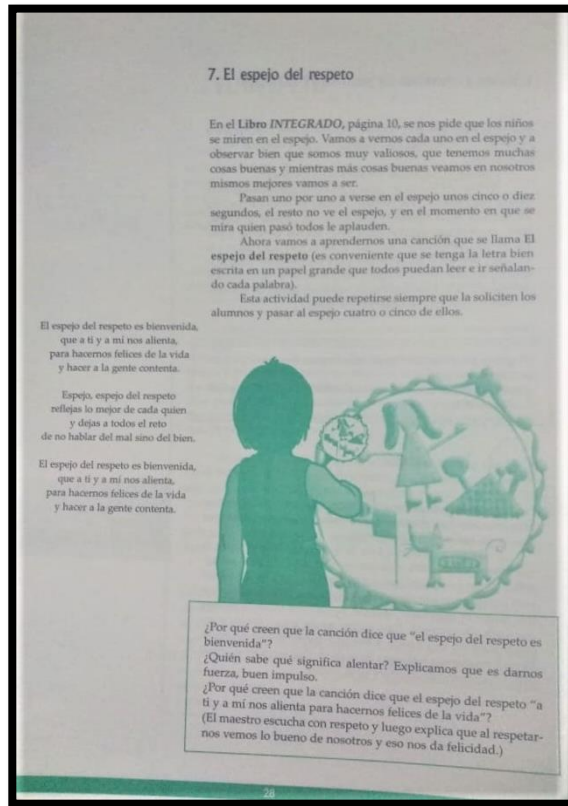 7. El espejo del respeto
En el Libro INTEGRADO, página 10, se nos pide que los niños
se miren en el espejo. Vamos a vernos cada uno en el espejo y a
observar bien que somos muy valiosos, que tenemos muchas
cosas buenas y mientras más cosas buenas veamos en nosotros
mismos mejores vamos a ser.
Pasan uno por uno a verse en el espejo unos cinco o diez
segundos, el resto no ve el espejo, y en el momento en que se
mira quien pasó todos le aplauden.
Ahora vamos a aprendernos una canción que se llama El
espejo del respeto (es conveniente que se tenga la letra bien
escrita en un papel grande que todos puedan leer e ir señalan-
do cada palabra).
Esta actividad puede repetirse siempre que la soliciten los
alumnos y pasar al espejo cuatro o cinco de ellos.
El espejo del respeto es bienvenida,
que a ti y a mí nos alienta,
para hacernos felices de la vida
y hacer a la gente contenta.
Espejo, espejo del respeto
reflejas lo mejor de cada quien
y dejas a todos el reto
de no hablar del mal sino del bien.
El espejo del respeto es bienvenida,
que a ti y a mí nos alienta,
para hacernos felices de la vida
y hacer a la gente contenta.
¿Por qué creen que la canción dice que "el espejo del respeto es
bienvenida"?
¿Quién sabe qué significa alentar? Explicamos que es darnos
fuerza, buen impulso.
¿Por qué creen que la canción dice que el espejo del respeto "a
ti y a mí nos alienta para hacernos felices de la vida"?
(El maestro escucha con respeto y luego explica que al respetar-
nos vemos lo bueno de nosotros y eso nos da felicidad.)
28